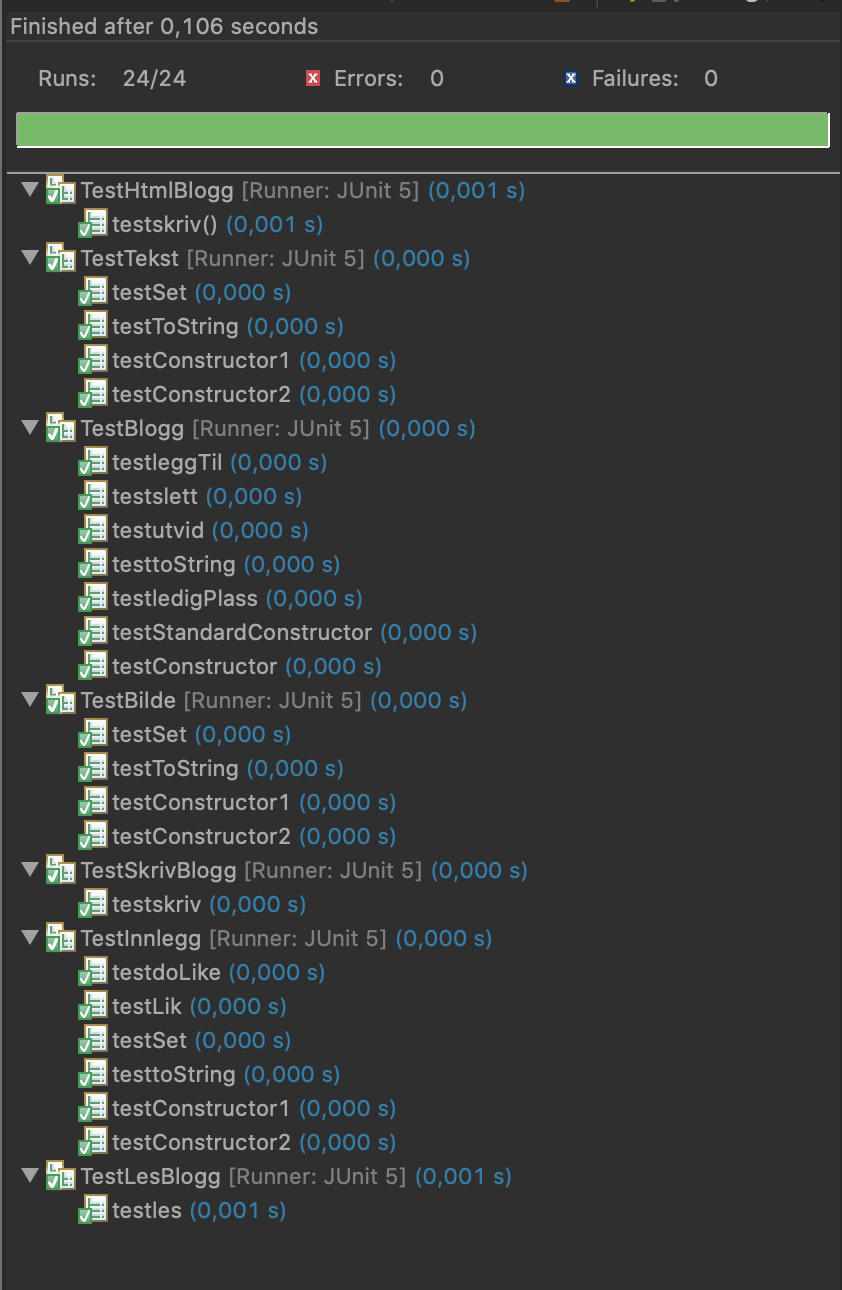 Finished after 0,106 seconds
Runs: 24/24 Errors: 0 Failures: 0
TestHtmlBlogg [Runner: JUnit 5] (0,001 s)
testskriv() (0,001 s)
TestTekst [Runner: JUnit 5] (0,000 s)
testSet (0,000 s)
testToString (0,000 s)
testConstructor1 (0,000 s)
testConstructor2 (0,000 s)
TestBlogg [Runner: JUnit 5] (0,000 s)
testleggTil (0,000 s)
testslett (0,000 s)
testutvid (0,000 s)
testtoString (0,000 s)
testledigPlass (0,000 s)
testStandardConstructor (0,000 s)
testConstructor (0,000 s)
TestBilde [Runner: JUnit 5] (0,000 s)
testSet (0,000 s)
testToString (0,000 s)
testConstructor1 (0,000 s)
testConstructor2 (0,000 s)
TestSkrivBlogg [Runner: JUnit 5] (0,000 s)
testskriv (0,000 s)
TestInnlegg [Runner: JUnit 5] (0,000 s)
testdoLike (0,000 s)
testLik (0,000 s)
testSet (0,000 s)
testtoString (0,000 s)
testConstructor1 (0,000 s)
testConstructor2 (0,000 s)
TestLesBlogg [Runner: JUnit 5] (0,001 s)
testles (0,001 s)